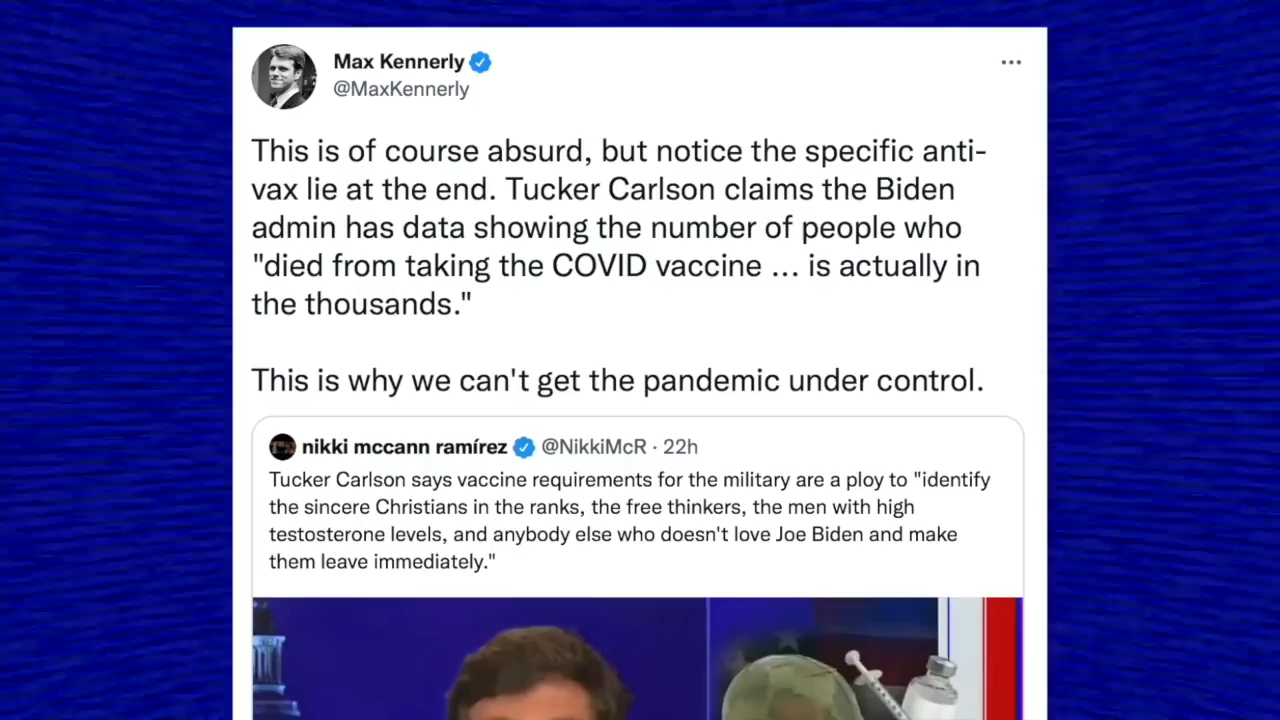 Max Kennerly
@MaxKennerly
This is of course absurd, but notice the specific anti-
vax lie at the end. Tucker Carlson claims the Biden
admin has data showing the number of people who
"died from taking the COVID vaccine ... is actually in
the thousands."
This is why we can't get the pandemic under control.
nikki mccann ramírez @NikkiMcR · 22h
Tucker Carlson says vaccine requirements for the military are a ploy to "identify
the sincere Christians in the ranks, the free thinkers, the men with high
testosterone levels, and anybody else who doesn't love Joe Biden and make
them leave immediately."